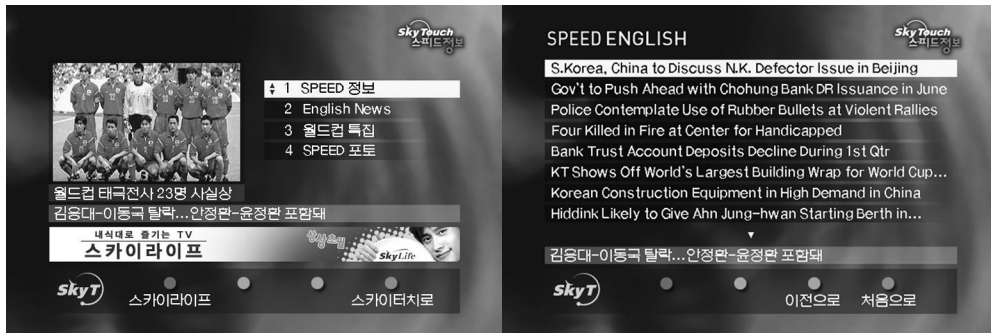 Sky Touch
스피드정보
1 SPEED 정보
2 English News
3 월드컵 특집
4 SPEED 포토
월드컵 태극전사 23명 사실상
김용대-이동국 탈락...안정환-윤정환 포함돼
내식대로 즐기는 TV
스카이라이프
상상초월
SkyLife
SkyT
스카이라이프
스카이터치로
Sky Touch
스피드정보
SPEED ENGLISH
S.Korea, China to Discuss N.K. Defector Issue in Beijing
Gov't to Push Ahead with Chohung Bank DR Issuance in June
Police Contemplate Use of Rubber Bullets at Violent Rallies
Four Killed in Fire at Center for Handicapped
Bank Trust Account Deposits Decline During 1st Qtr
KT Shows Off World's Largest Building Wrap for World Cup...
Korean Construction Equipment in High Demand in China
Hiddink Likely to Give Ahn Jung-hwan Starting Berth in...
김용대-이동국 탈락...안정환-윤정환 포함돼
SkyT
이전으로
처음으로